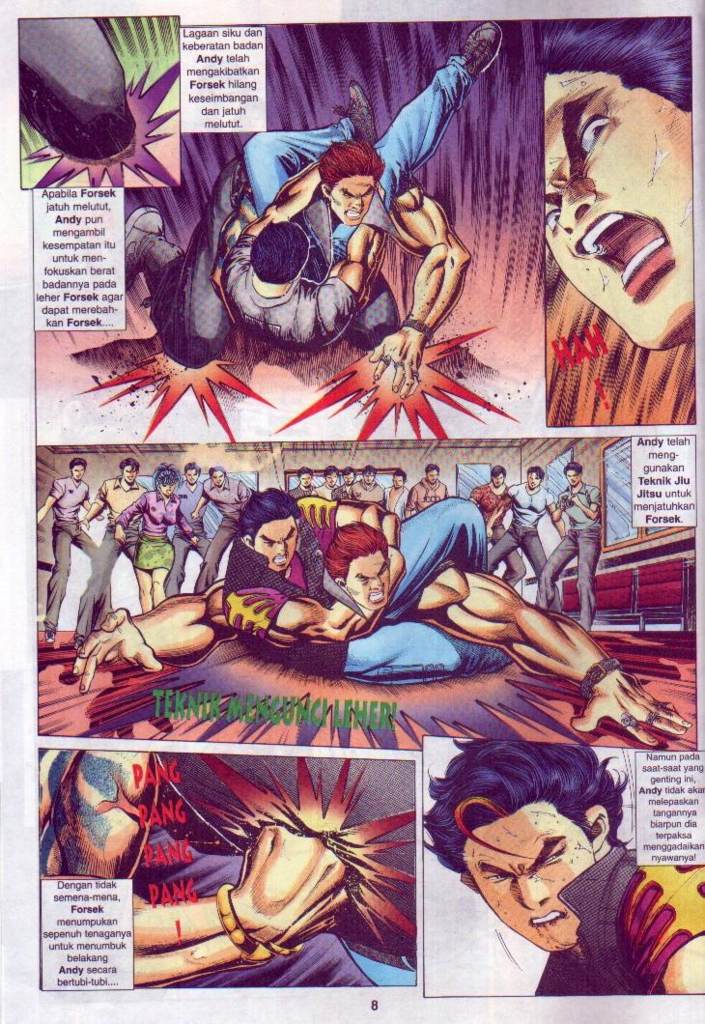 Lagaan siku dan
keberatan badan
Andy telah
mengakibatkan
Forsek hilang
keseimbangan
dan jatuh
melutut.
Apabila Forsek
jatuh melutut,
Andy pun
mengambil
kesempatan itu
untuk mem-
fokuskan berat
badannya pada
leher Forsek agar
dapat merebah-
kan Forsek....
HAH
!
Andy telah
meng-
gunakan
Teknik Jiu
Jitsu untuk
menjatuhkan
Forsek.
TEKNIK MENGUNCI LEHER!
PANG
PANG
PANG
PANG
!
Dengan tidak
semena-mena,
Forsek
menumpukan
sepenuh tenaganya
untuk menumbuk
belakang
Andy secara
bertubi-tubi....
Namun pada
saat-saat yang
genting ini,
Andy tidak akan
melepaskan
tangannya
biarpun dia
terpaksa
menggadaikan
nyawanya!
8